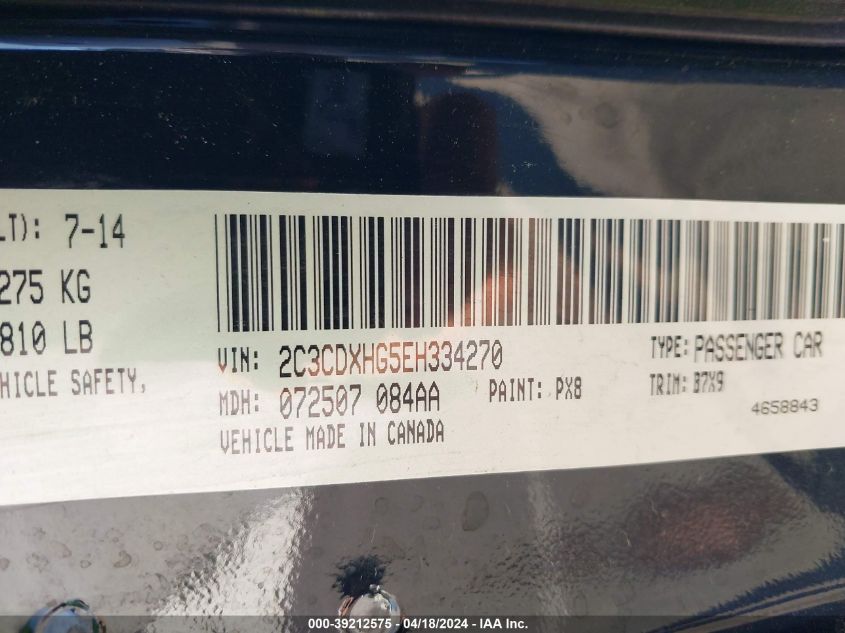 LT): 7-14
275 KG
810 LB
HICLE SAFETY,
VIN: 2C3CDXHG5EH334270
MDH: 072507 084AA
PAINT: PX8
VEHICLE MADE IN CANADA
TYPE: PASSENGER CAR
TRIM: B7X9
4658843
000-39212575 / 04/18/2024 - IAA Inc.